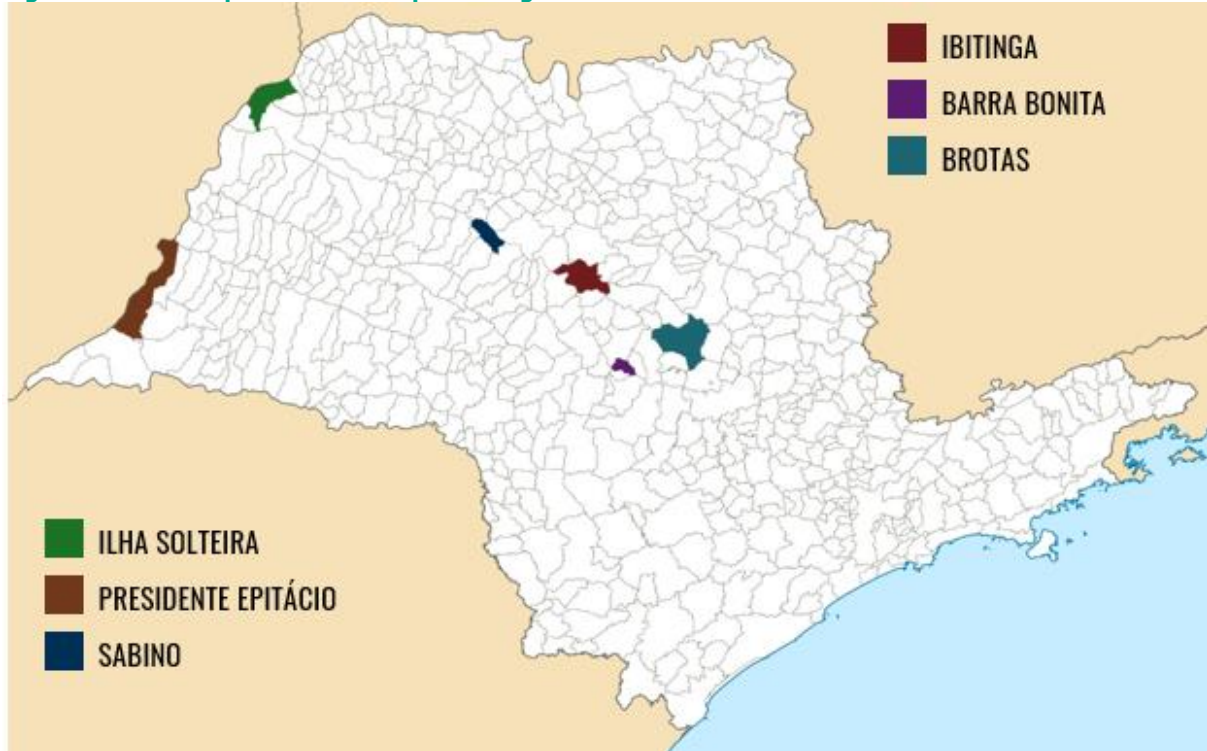 IBITINGA
BARRA BONITA
BROTAS
ILHA SOLTEIRA
PRESIDENTE EPITÁCIO
SABINO